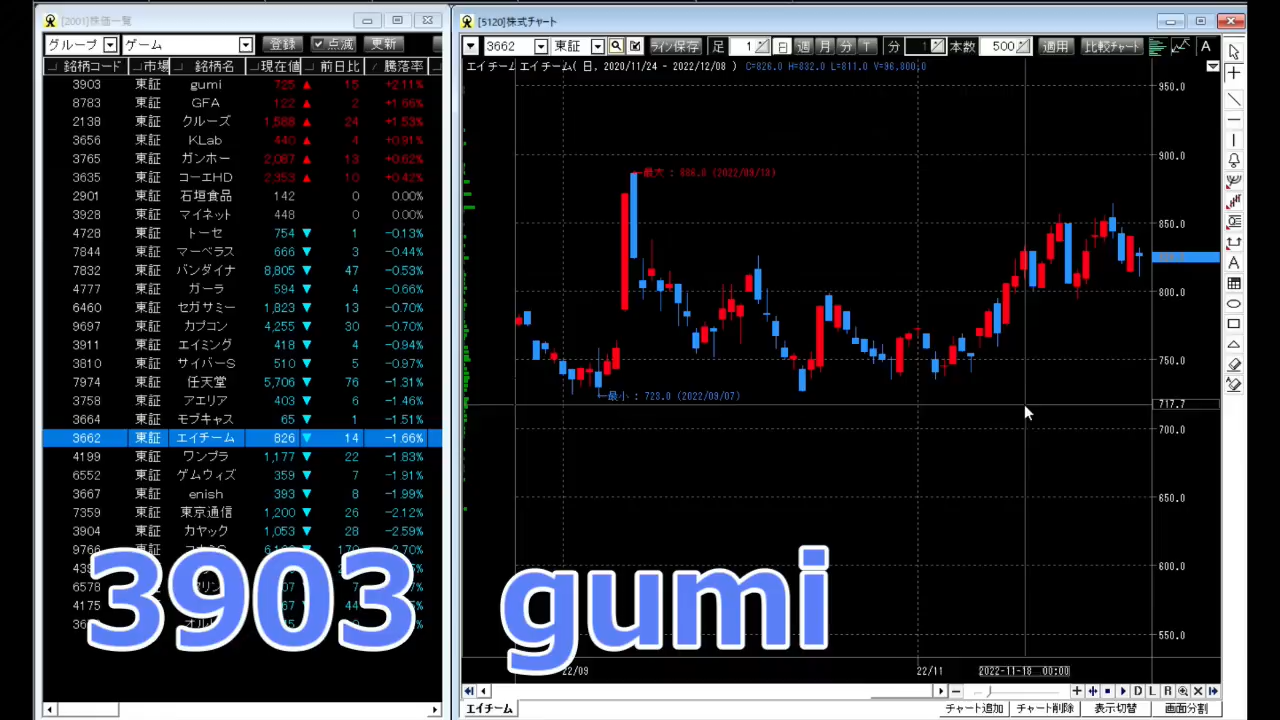 [2001]株価一覧
グループ ゲーム 登録 点滅 更新
銘柄コード 市場 銘柄名 現在値 前日比 騰落率
3903 東証 gumi 725 ▲ 15 +2.11%
8783 東証 GFA 122 ▲ 2 +1.66%
2138 東証 クルーズ 1,588 ▲ 24 +1.53%
3656 東証 KLab 440 ▲ 4 +0.91%
3765 東証 ガンホー 2,087 ▲ 13 +0.62%
3635 東証 コーエHD 2,353 ▲ 10 +0.42%
2901 東証 石垣食品 142 0 0.00%
3928 東証 マイネット 448 0 0.00%
4728 東証 トーセ 754 ▼ 1 -0.13%
7844 東証 マーベラス 666 ▼ 3 -0.44%
7832 東証 バンダイナ 8,805 ▼ 47 -0.53%
4777 東証 ガーラ 594 ▼ 4 -0.66%
6460 東証 セガサミー 1,823 ▼ 13 -0.70%
9697 東証 カプコン 4,255 ▼ 30 -0.70%
3911 東証 エイミング 418 ▼ 4 -0.94%
3810 東証 サイバーS 510 ▼ 5 -0.97%
7974 東証 任天堂 5,706 ▼ 76 -1.31%
3758 東証 アエリア 403 ▼ 6 -1.46%
3664 東証 モブキャス 65 ▼ 1 -1.51%
3662 東証 エイチーム 826 ▼ 14 -1.66%
4199 東証 ワンプラ 1,177 ▼ 22 -1.83%
6552 東証 ゲムウィズ 359 ▼ 7 -1.91%
3667 東証 enish 393 ▼ 8 -1.99%
7359 東証 東京通信 1,200 ▼ 26 -2.12%
3904 東証 カヤック 1,053 ▼ 28 -2.59%
9766 東証
6578
4175 44
3903 gumi
[5120]株式チャート
3662 東証 ライン保存 足 1 日 週 月 分 T 分 1 本数 500 適用 比較チャート A
エイチーム エイチーム( 日, 2020/11/24 - 2022/12/08 ) C=826.0 H=832.0 L=811.0 V=96,800.0
950.0
900.0
850.0
800.0
750.0
717.7
700.0
650.0
600.0
550.0
←最小 : 723.0 (2022/09/07)
22/09 22/11 2022-11-18 00:00
D L R
エイチーム チャート追加 チャート削除 表示切替 画面分割